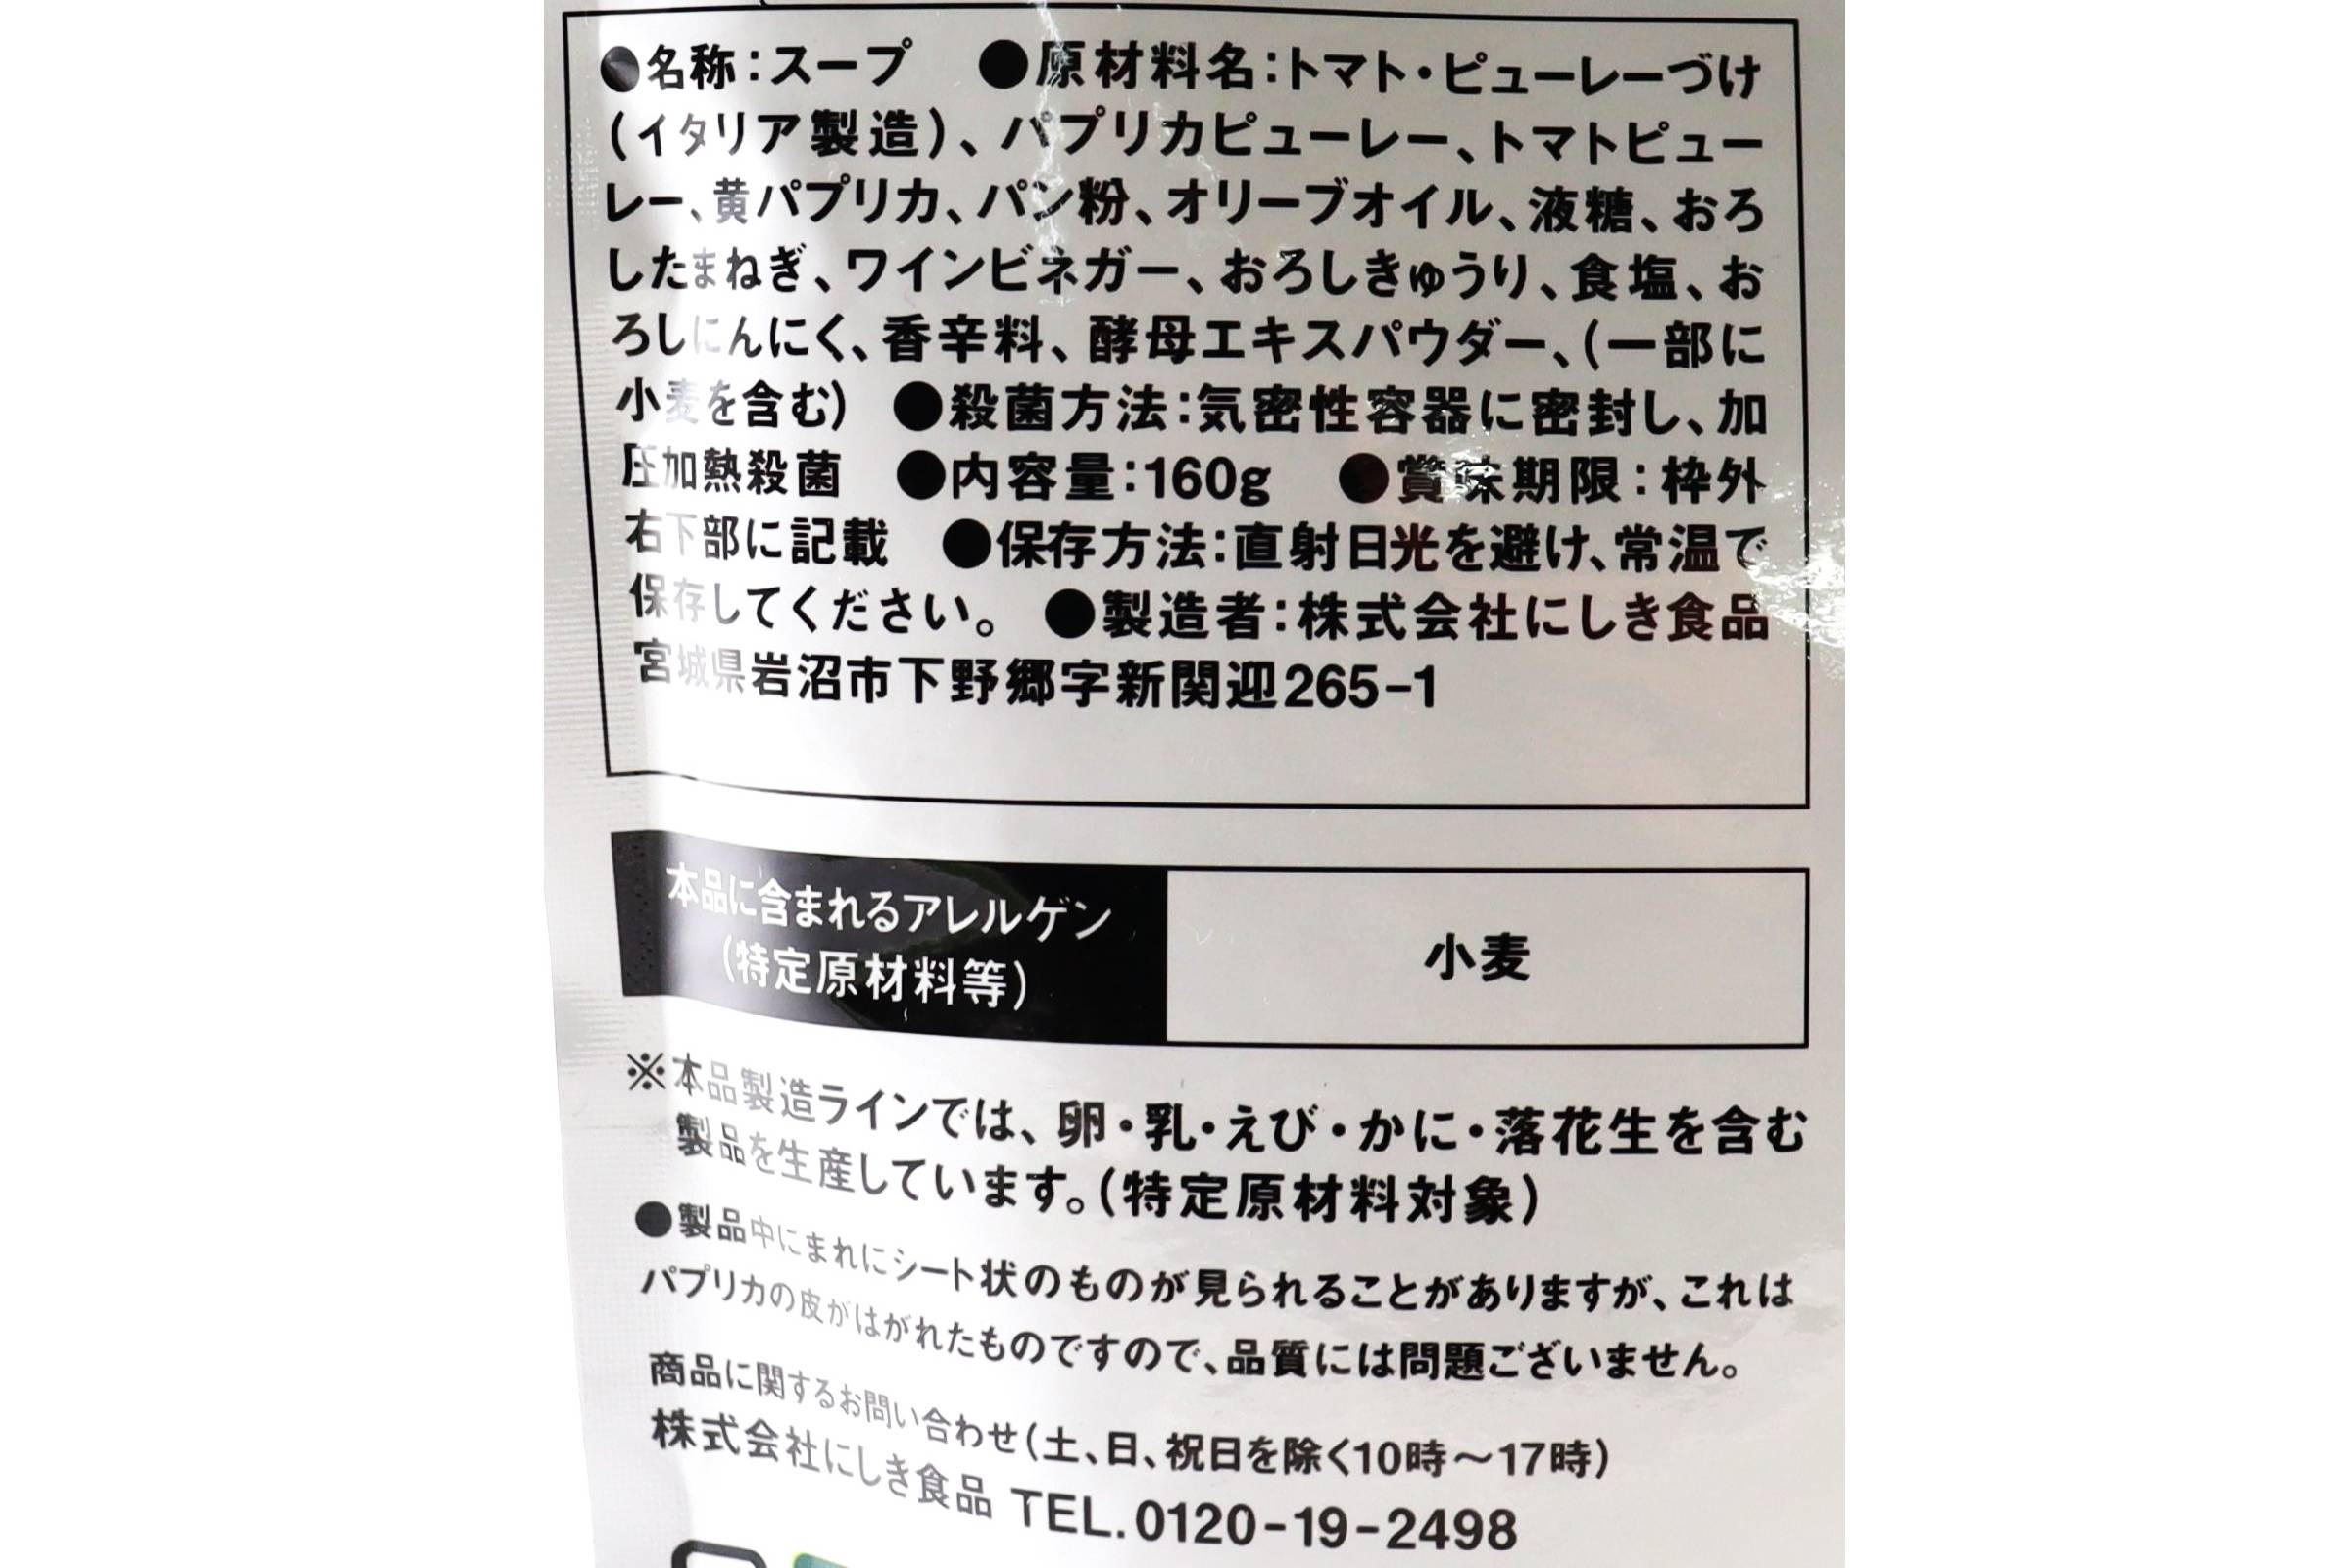 ●名称：スープ　●原材料名：トマト・ピューレーづけ
（イタリア製造）、パプリカピューレー、トマトピュー
レー、黄パプリカ、パン粉、オリーブオイル、液糖、おろ
したまねぎ、ワインビネガー、おろしきゅうり、食塩、お
ろしにんにく、香辛料、酵母エキスパウダー、（一部に
小麦を含む）　●殺菌方法：気密性容器に密封し、加
圧加熱殺菌　●内容量：160g　●賞味期限：枠外
右下部に記載　●保存方法：直射日光を避け、常温で
保存してください。　●製造者：株式会社にしき食品
宮城県岩沼市下野郷字新関迎265-1
本品に含まれるアレルゲン
（特定原材料等）
小麦
※本品製造ラインでは、卵・乳・えび・かに・落花生を含む
製品を生産しています。（特定原材料対象）
●製品中にまれにシート状のものが見られることがありますが、これは
パプリカの皮がはがれたものですので、品質には問題ございません。
商品に関するお問い合わせ（土、日、祝日を除く10時～17時）
株式会社にしき食品 TEL.0120-19-2498